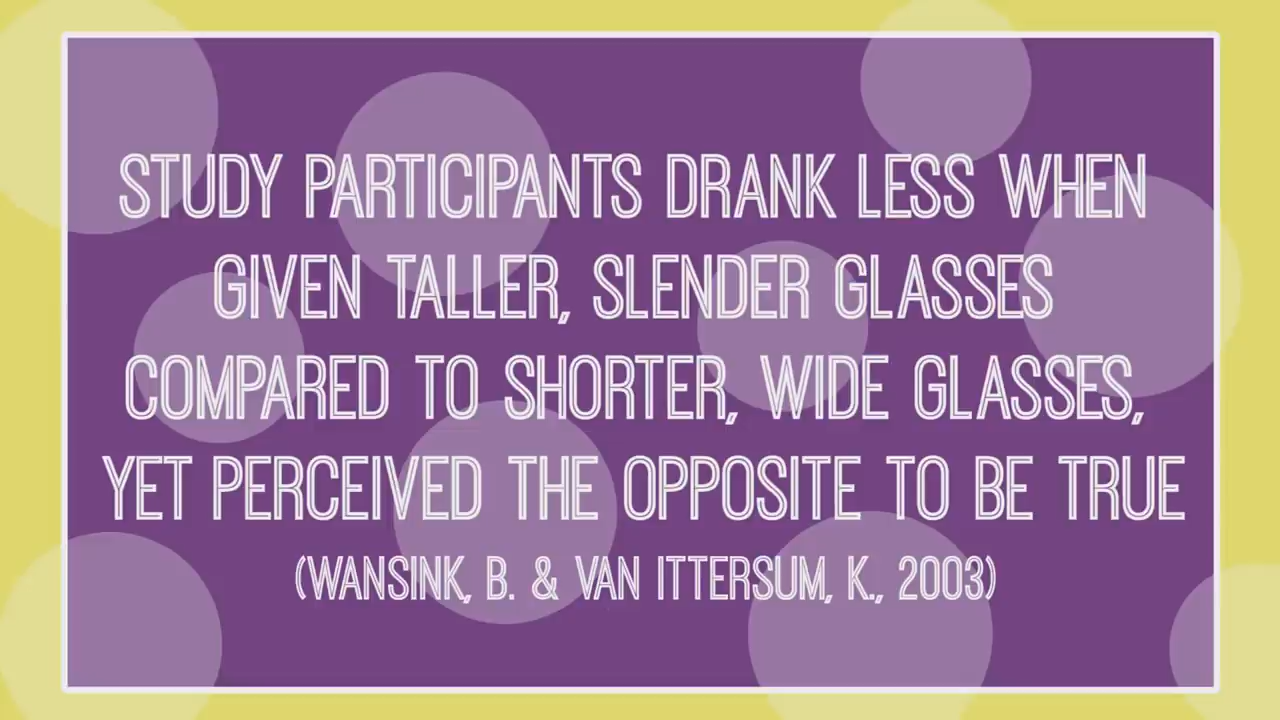 STUDY PARTICIPANTS DRANK LESS WHEN
GIVEN TALLER, SLENDER GLASSES
COMPARED TO SHORTER, WIDE GLASSES,
YET PERCEIVED THE OPPOSITE TO BE TRUE
(WANSINK, B. & VAN ITTERSUM, K., 2003)